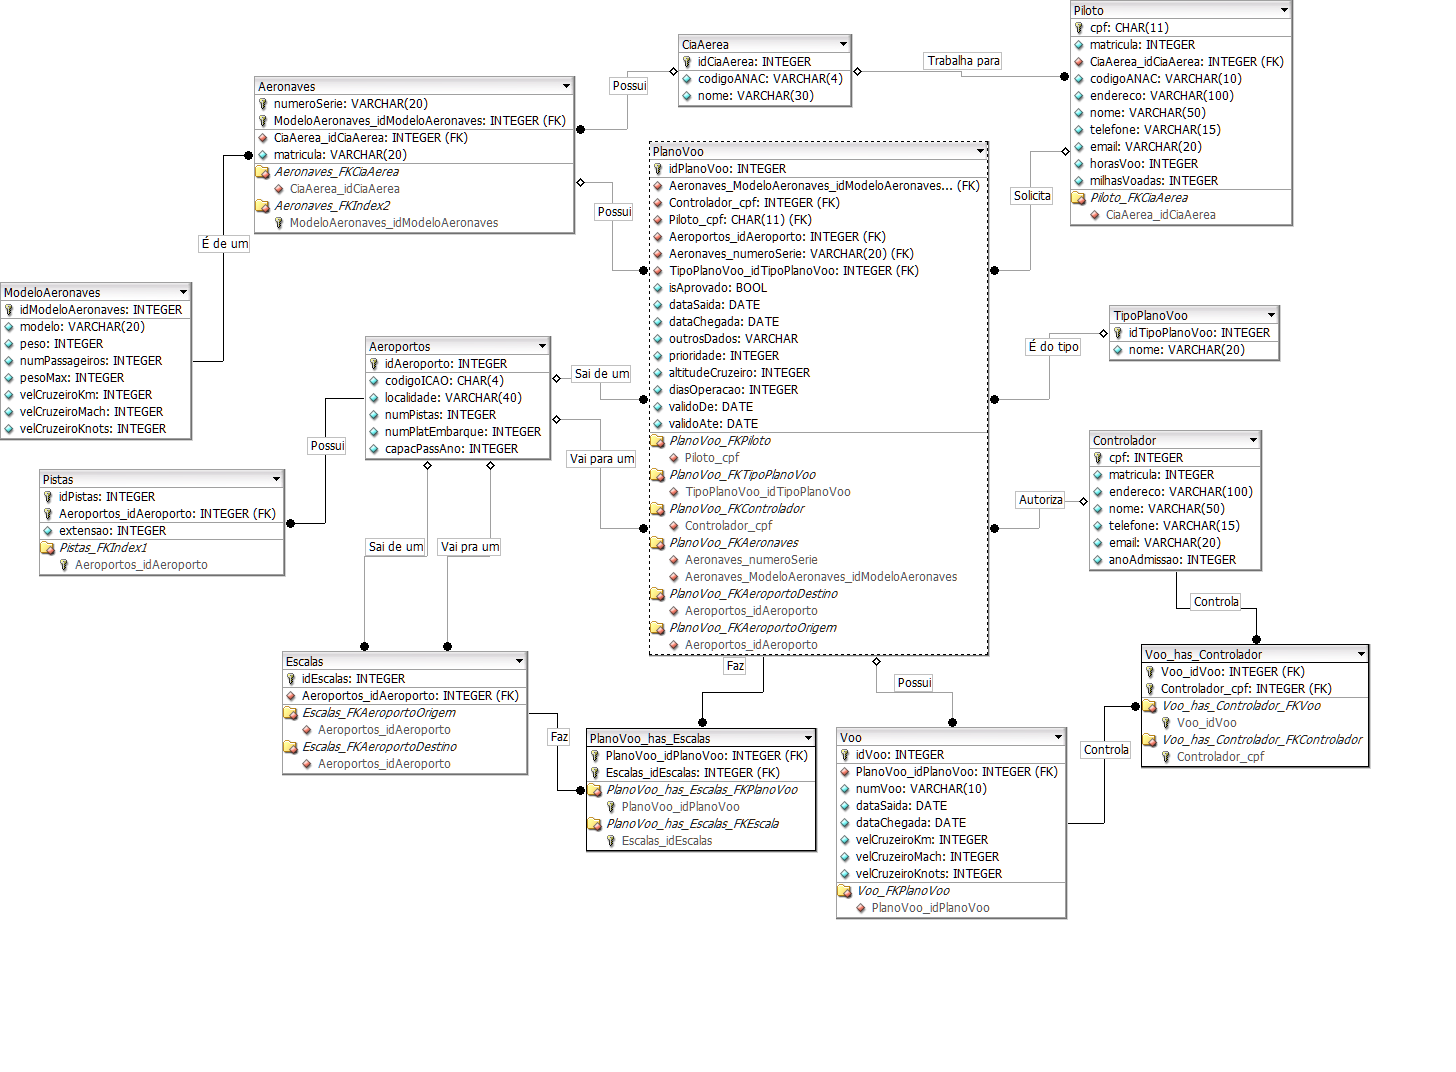 Piloto
cpf: CHAR(11)
matricula: INTEGER
CiaAerea_idCiaAerea: INTEGER (FK)
codigoANAC: VARCHAR(10)
endereco: VARCHAR(100)
nome: VARCHAR(50)
telefone: VARCHAR(15)
email: VARCHAR(20)
horasVoo: INTEGER
milhasVoadas: INTEGER
Piloto_FKCiaAerea
CiaAerea_idCiaAerea
CiaAerea
idCiaAerea: INTEGER
codigoANAC: VARCHAR(4)
nome: VARCHAR(30)
Trabalha para
Possui
Aeronaves
numeroSerie: VARCHAR(20)
ModeloAeronaves_idModeloAeronaves: INTEGER (FK)
CiaAerea_idCiaAerea: INTEGER (FK)
matricula: VARCHAR(20)
Aeronaves_FKCiaAerea
CiaAerea_idCiaAerea
Aeronaves_FKIndex2
ModeloAeronaves_idModeloAeronaves
Possui
Solicita
É de um
PlanoVoo
idPlanoVoo: INTEGER
Aeronaves_ModeloAeronaves_idModeloAeronaves... (FK)
Controlador_cpf: INTEGER (FK)
Piloto_cpf: CHAR(11) (FK)
Aeroportos_idAeroporto: INTEGER (FK)
Aeronaves_numeroSerie: VARCHAR(20) (FK)
TipoPlanoVoo_idTipoPlanoVoo: INTEGER (FK)
isAprovado: BOOL
dataSaida: DATE
dataChegada: DATE
outrosDados: VARCHAR
prioridade: INTEGER
altitudeCruzeiro: INTEGER
diasOperacao: INTEGER
validoDe: DATE
validoAte: DATE
PlanoVoo_FKPiloto
Piloto_cpf
PlanoVoo_FKTipoPlanoVoo
TipoPlanoVoo_idTipoPlanoVoo
PlanoVoo_FKControlador
Controlador_cpf
PlanoVoo_FKAeronaves
Aeronaves_numeroSerie
Aeronaves_ModeloAeronaves_idModeloAeronaves
PlanoVoo_FKAeroportoDestino
Aeroportos_idAeroporto
PlanoVoo_FKAeroportoOrigem
Aeroportos_idAeroporto
ModeloAeronaves
idModeloAeronaves: INTEGER
modelo: VARCHAR(20)
peso: INTEGER
numPassageiros: INTEGER
pesoMax: INTEGER
velCruzeiroKm: INTEGER
velCruzeiroMach: INTEGER
velCruzeiroKnots: INTEGER
TipoPlanoVoo
idTipoPlanoVoo: INTEGER
nome: VARCHAR(20)
É do tipo
Aeroportos
idAeroporto: INTEGER
codigoICAO: CHAR(4)
localidade: VARCHAR(40)
numPistas: INTEGER
numPlatEmbarque: INTEGER
capacPassAno: INTEGER
Sai de um
Vai para um
Possui
Controlador
cpf: INTEGER
matricula: INTEGER
endereco: VARCHAR(100)
nome: VARCHAR(50)
telefone: VARCHAR(15)
email: VARCHAR(20)
anoAdmissao: INTEGER
Autoriza
Pistas
idPistas: INTEGER
Aeroportos_idAeroporto: INTEGER (FK)
extensao: INTEGER
Pistas_FKIndex1
Aeroportos_idAeroporto
Sai de um
Vai pra um
Controla
Escalas
idEscalas: INTEGER
Aeroportos_idAeroporto: INTEGER (FK)
Escalas_FKAeroportoOrigem
Aeroportos_idAeroporto
Escalas_FKAeroportoDestino
Aeroportos_idAeroporto
Faz
Possui
Voo_has_Controlador
Voo_idVoo: INTEGER (FK)
Controlador_cpf: INTEGER (FK)
Voo_has_Controlador_FKVoo
Voo_idVoo
Voo_has_Controlador_FKControlador
Controlador_cpf
Faz
PlanoVoo_has_Escalas
PlanoVoo_idPlanoVoo: INTEGER (FK)
Escalas_idEscalas: INTEGER (FK)
PlanoVoo_has_Escalas_FKPlanoVoo
PlanoVoo_idPlanoVoo
PlanoVoo_has_Escalas_FKEscala
Escalas_idEscalas
Voo
idVoo: INTEGER
PlanoVoo_idPlanoVoo: INTEGER (FK)
numVoo: VARCHAR(10)
dataSaida: DATE
dataChegada: DATE
velCruzeiroKm: INTEGER
velCruzeiroMach: INTEGER
velCruzeiroKnots: INTEGER
Voo_FKPlanoVoo
PlanoVoo_idPlanoVoo
Controla